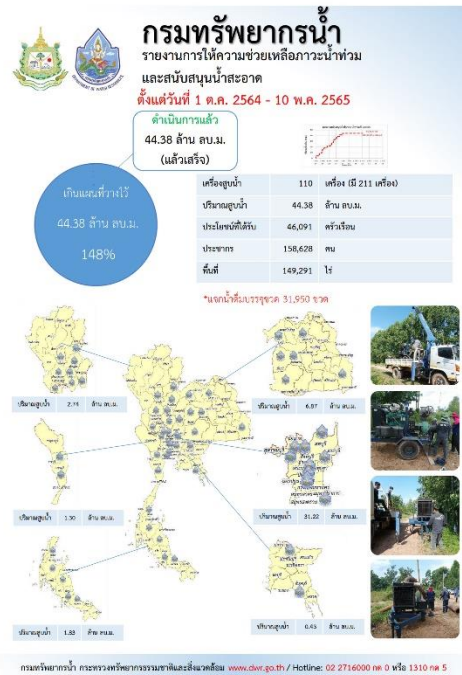 กรมทรัพยากรน้ำ
รายงานการให้ความช่วยเหลือภาวะน้ำท่วม
และสนับสนุนน้ำสะอาด
ตั้งแต่วันที่ 1 ต.ค. 2564 - 10 พ.ค. 2565
ดำเนินการแล้ว
44.38 ล้าน ลบ.ม.
(แล้วเสร็จ)
เกินแผนที่วางไว้
44.38 ล้าน ลบ.ม.
148%
เครื่องสูบน้ำ 110 เครื่อง (มี 211 เครื่อง)
ปริมาณสูบน้ำ 44.38 ล้าน ลบ.ม.
ประโยชน์ที่ได้รับ 46,091 ครัวเรือน
ประชากร 158,628 คน
พื้นที่ 149,291 ไร่
*แจกน้ำดื่มบรรจุขวด 31,950 ขวด
ปริมาณสูบน้ำ 2.74 ล้าน ลบ.ม.
ปริมาณสูบน้ำ 6.87 ล้าน ลบ.ม.
ปริมาณสูบน้ำ 1.30 ล้าน ลบ.ม.
ปริมาณสูบน้ำ 31.22 ล้าน ลบ.ม.
ปริมาณสูบน้ำ 1.83 ล้าน ลบ.ม.
ปริมาณสูบน้ำ 0.45 ล้าน ลบ.ม.
กรมทรัพยากรน้ำ กระทรวงทรัพยากรธรรมชาติและสิ่งแวดล้อม www.dwr.go.th / Hotline: 02 2716000 กด 0 หรือ 1310 กด 5